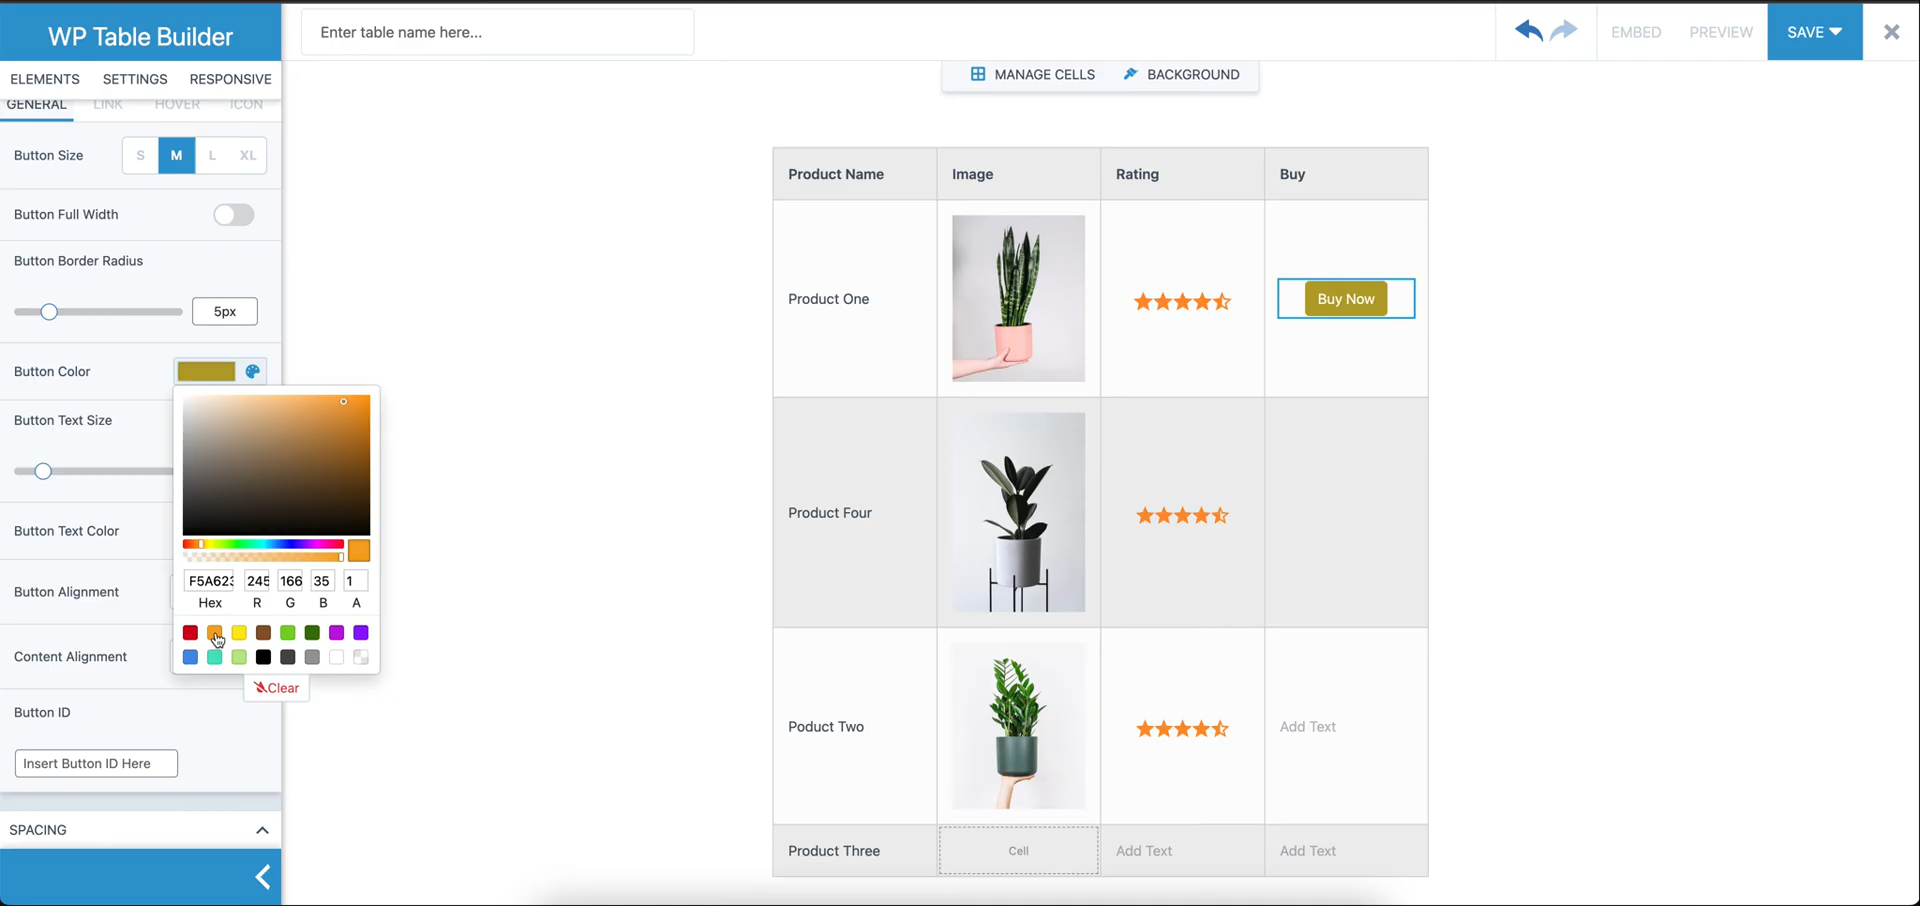 WP Table Builder
Enter table name here...
EMBED
PREVIEW
SAVE
ELEMENTS
SETTINGS
RESPONSIVE
MANAGE CELLS
BACKGROUND
GENERAL
LINK
HOVER
ICON
Button Size
S
M
L
XL
Button Full Width
Button Border Radius
5px
Button Color
Button Text Size
Button Text Color
F5A623
245
166
35
1
Hex
R
G
B
A
Button Alignment
Content Alignment
Clear
Button ID
Insert Button ID Here
SPACING
Product Name
Image
Rating
Buy
Product One
Buy Now
Product Four
Poduct Two
Add Text
Product Three
Cell
Add Text
Add Text